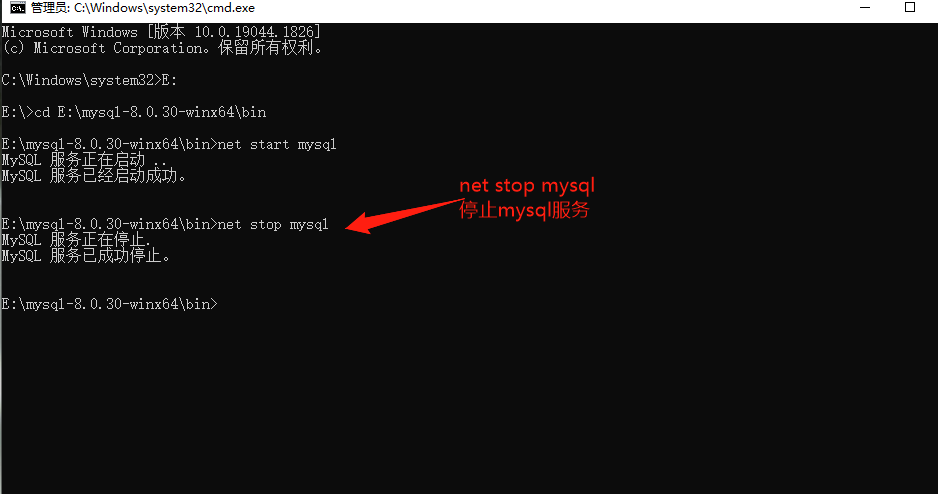 管理员: C:\Windows\system32\cmd.exe
Microsoft Windows [版本 10.0.19044.1826]
(c) Microsoft Corporation。保留所有权利。
C:\Windows\system32>E:
E:\>cd E:\mysql-8.0.30-winx64\bin
E:\mysql-8.0.30-winx64\bin>net start mysql
MySQL 服务正在启动 ..
MySQL 服务已经启动成功。
net stop mysql
停止mysql服务
E:\mysql-8.0.30-winx64\bin>net stop mysql
MySQL 服务正在停止.
MySQL 服务已成功停止。
E:\mysql-8.0.30-winx64\bin>